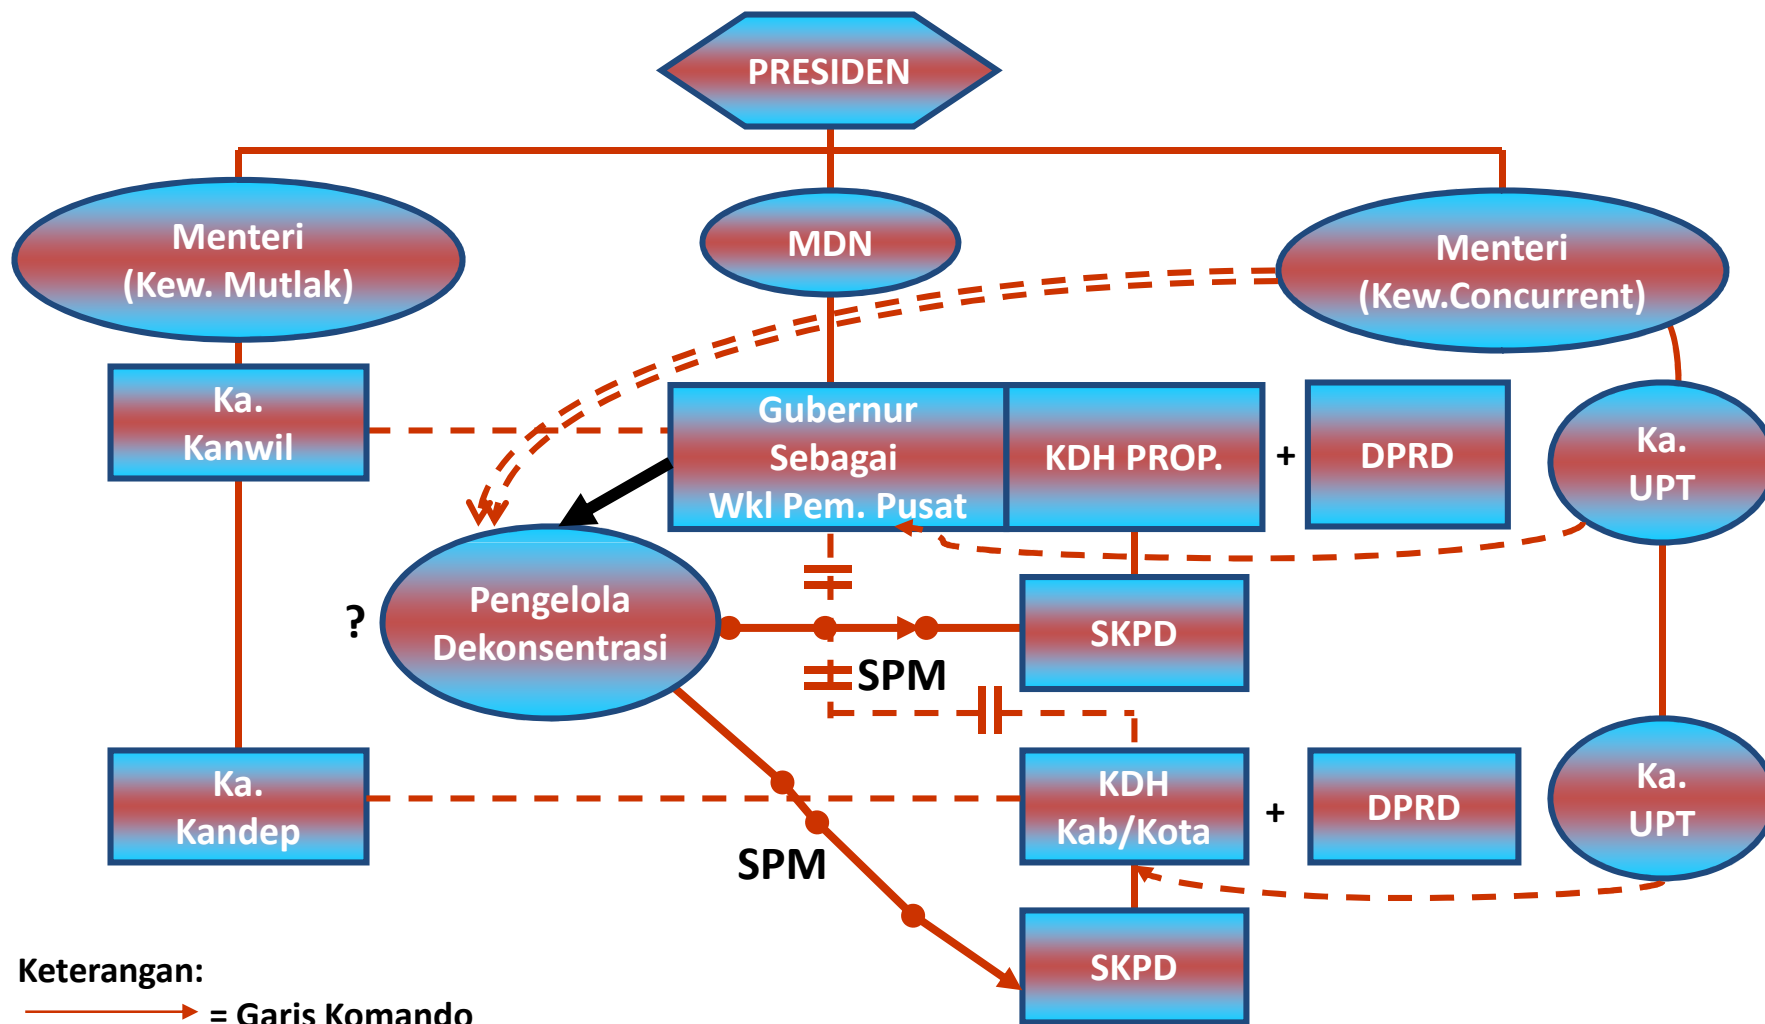 PRESIDEN
Menteri
(Kew. Mutlak)
MDN
Menteri
(Kew.Concurrent)
Ka.
Kanwil
Gubernur
Sebagai
Wkl Pem. Pusat
KDH PROP.
+
DPRD
Ka.
UPT
?
Pengelola
Dekonsentrasi
SKPD
SPM
Ka.
Kandep
KDH
Kab/Kota
+
DPRD
Ka.
UPT
SPM
SKPD
Keterangan:
= Garis Komando